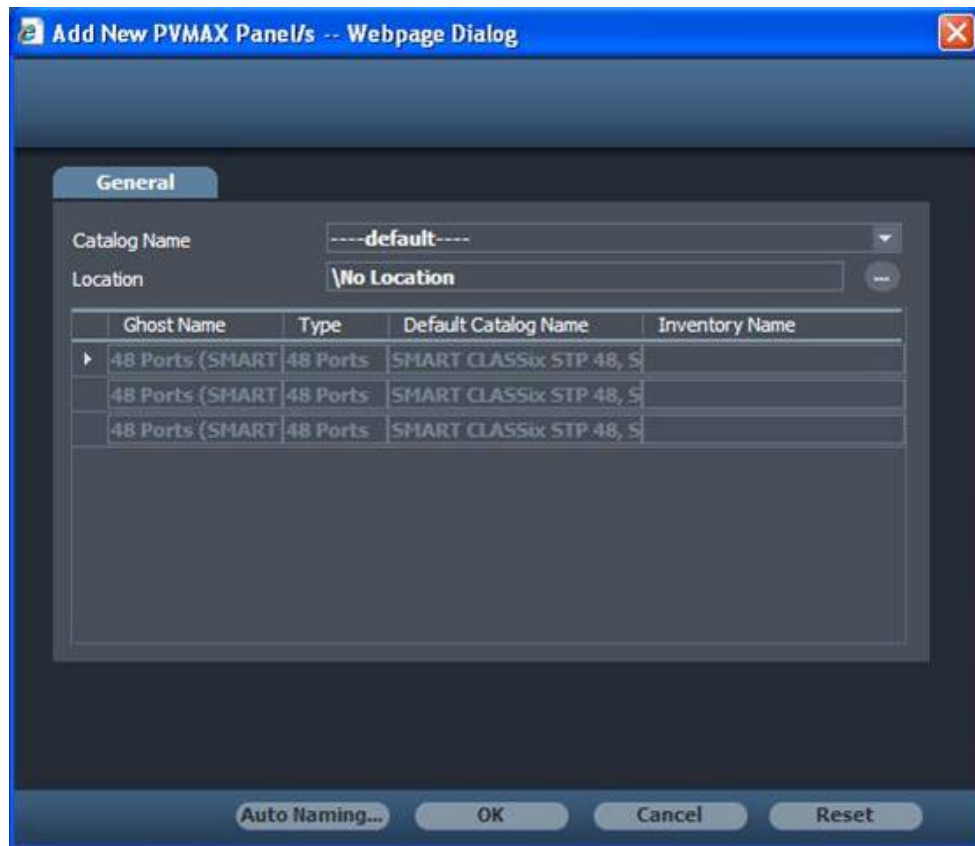 Add New PVMAX Panel/s -- Webpage Dialog
General
Catalog Name ----default----
Location \No Location ...
Ghost Name Type Default Catalog Name Inventory Name
48 Ports (SMART 48 Ports SMART CLASSix STP 48, S
48 Ports (SMART 48 Ports SMART CLASSix STP 48, S
48 Ports (SMART 48 Ports SMART CLASSix STP 48, S
Auto Naming... OK Cancel Reset